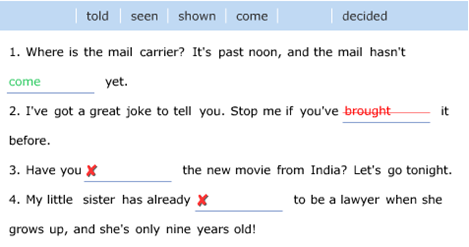 told seen shown come decided
1. Where is the mail carrier? It's past noon, and the mail hasn't
come yet.
2. I've got a great joke to tell you. Stop me if you've brought it
before.
3. Have you the new movie from India? Let's go tonight.
4. My little sister has already to be a lawyer when she
grows up, and she's only nine years old!